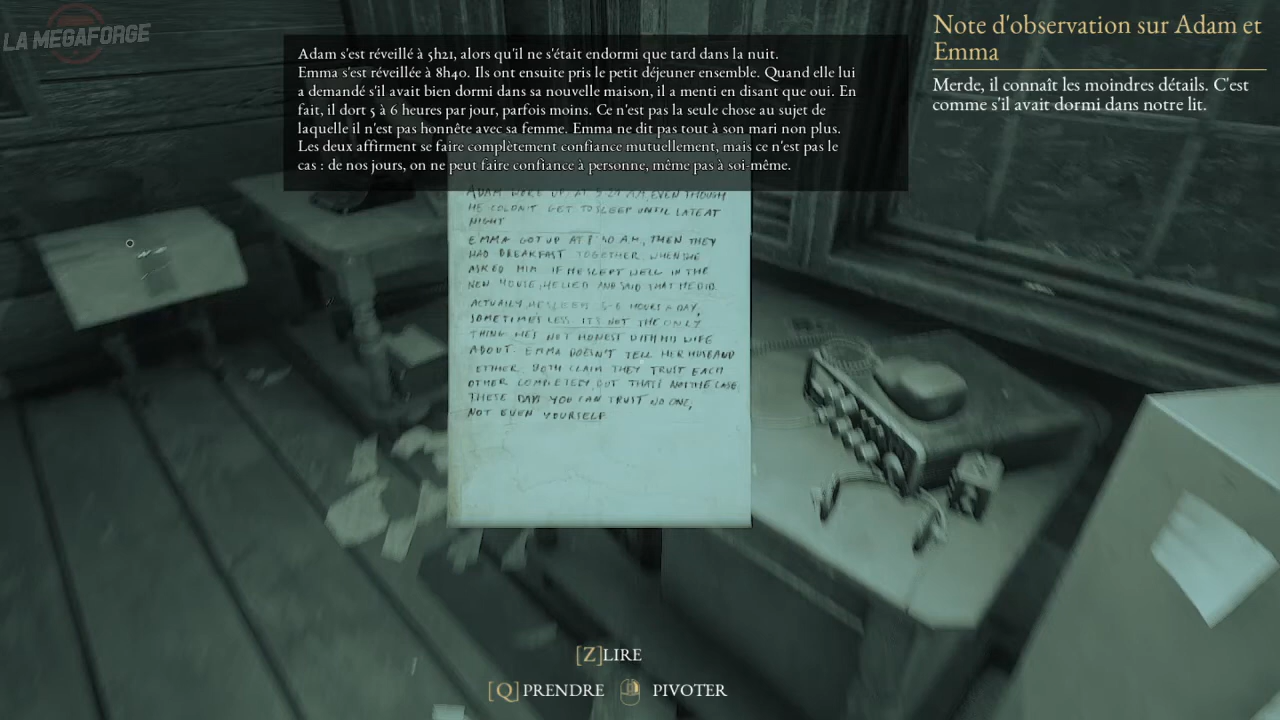 LA MEGAFORGE
Adam s'est réveillé à 5h21, alors qu'il ne s'était endormi que tard dans la nuit.
Emma s'est réveillée à 8h40. Ils ont ensuite pris le petit déjeuner ensemble. Quand elle lui
a demandé s'il avait bien dormi dans sa nouvelle maison, il a menti en disant que oui. En
fait, il dort 5 à 6 heures par jour, parfois moins. Ce n'est pas la seule chose au sujet de
laquelle il n'est pas honnête avec sa femme. Emma ne dit pas tout à son mari non plus.
Les deux affirment se faire complètement confiance mutuellement, mais ce n'est pas le
cas : de nos jours, on ne peut faire confiance à personne, même pas à soi-même.
Note d'observation sur Adam et
Emma
Merde, il connaît les moindres détails. C'est
comme s'il avait dormi dans notre lit.
ADAM WOKE UP AT A.M, EVEN THOUGH
HE COLDN'T GET TO SLEEP UNTIL LATE AT
NIGHT
EMMA GOT UP AT A.M, THEN THEY
HAD BREAKFAST TOGETHER. WHEN SHE
ASKED HIM IF HE SLEPT WELL IN THE
NEW HOUSE, HE LIED AND SAID THAT HE DID.
ACTUALLY, HE SLEEPS 5-6 HOURS A DAY,
SOMETIMES LESS. IT'S NOT THE ONLY
THING HE'S NOT HONEST WITH HIS WIFE
ABOUT. EMMA DOESN'T TELL HER HUSBAND
EITHER. BOTH CLAIM THEY TRUST EACH
OTHER COMPLETELY, BUT THAT'S NOT THE CASE.
THESE DAYS YOU CAN TRUST NO ONE,
NOT EVEN YOURSELF
[Z]LIRE
[Q]PRENDRE PIVOTER